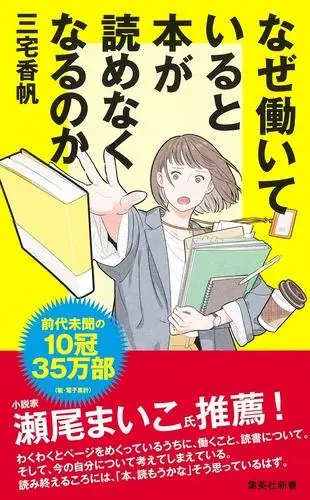 なぜ働いて
いると
本が
読めなく
なるのか
三宅香帆
前代未聞の
10冠
35万部
(紙・電子累計)
小説家
瀬尾まいこ氏推薦!
わくわくとページをめくっているうちに、働くこと、読書について。
そして、今の自分について考えてしまえている。
読み終えるころには、「本、読もうかな」そう思っているはず。
集英社新書